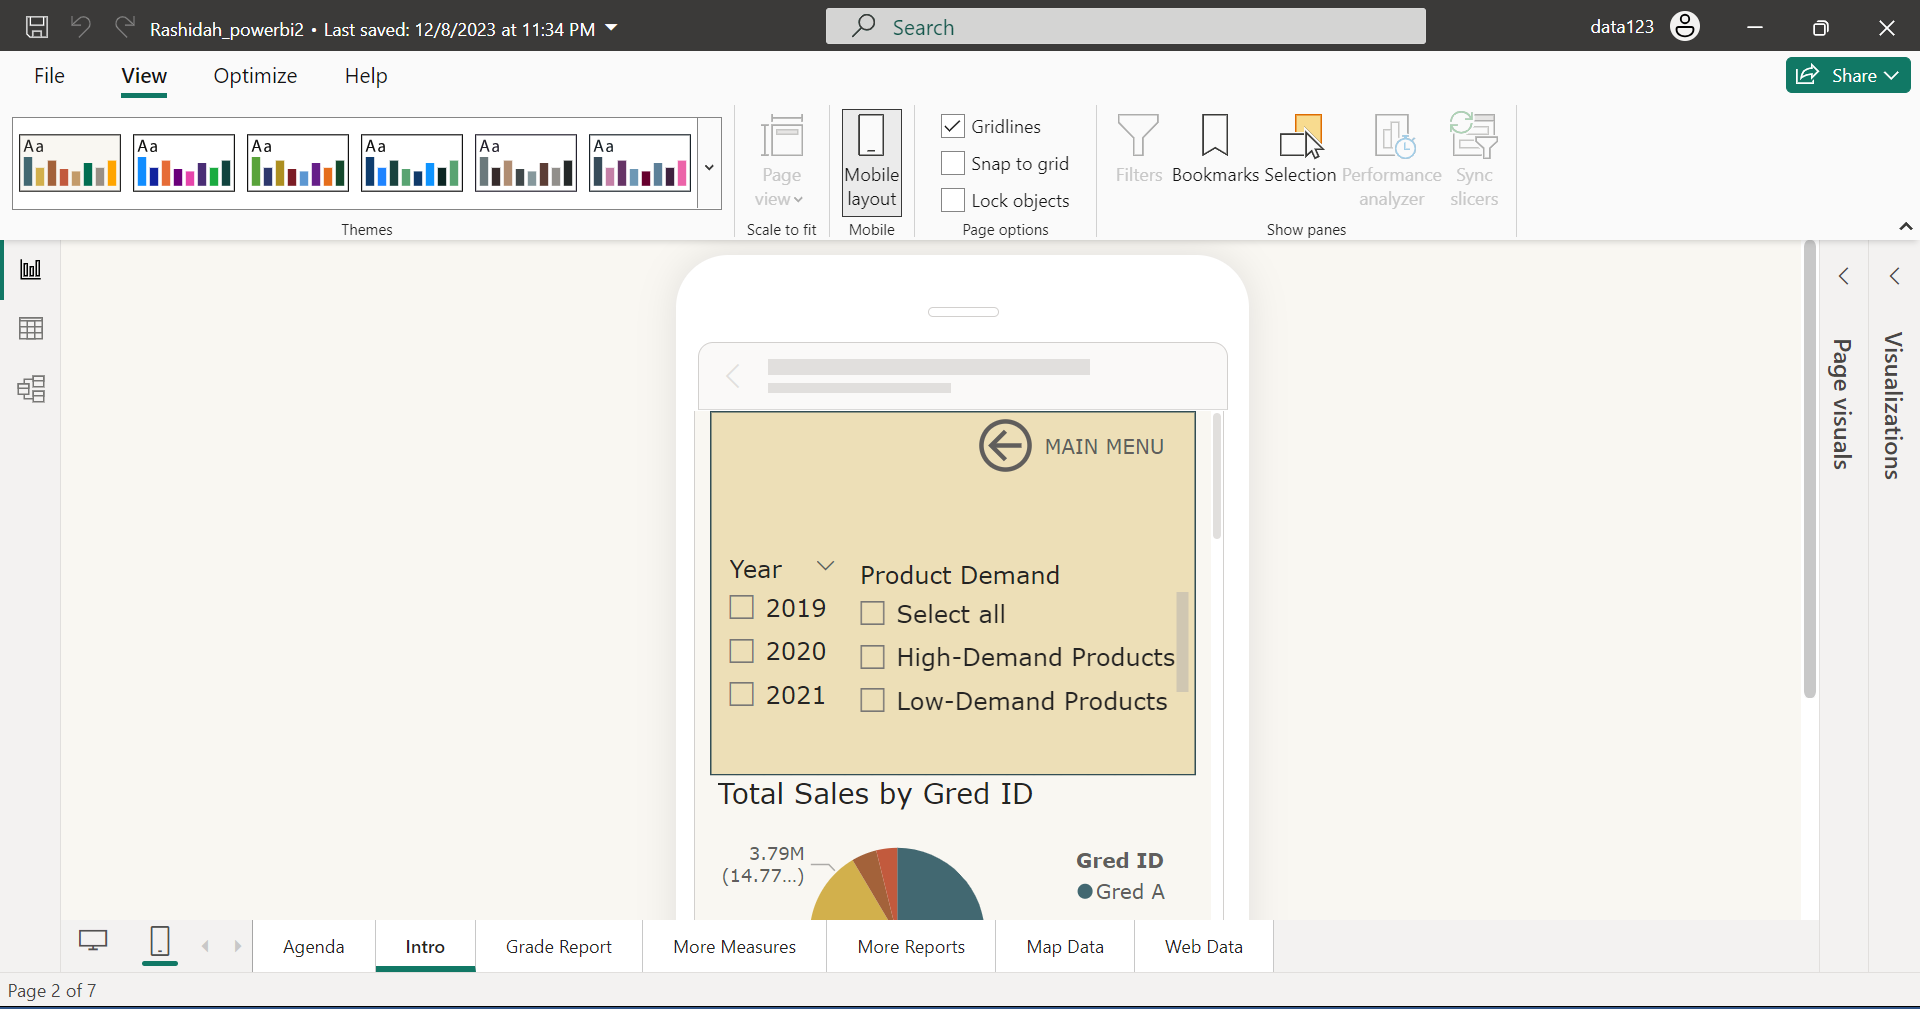 Rashidah_powerbi2 • Last saved: 12/8/2023 at 11:34 PM
Search
data123
File View Optimize Help
Share
Aa Aa Aa Aa Aa Aa
Themes
Page view
Scale to fit
Mobile layout
Mobile
Gridlines
Snap to grid
Lock objects
Page options
Filters Bookmarks Selection Performance analyzer Sync slicers
Show panes
Page visuals
Visualizations
MAIN MENU
Year
2019
2020
2021
Product Demand
Select all
High-Demand Products
Low-Demand Products
Total Sales by Gred ID
3.79M
(14.77...)
Gred ID
Gred A
Agenda Intro Grade Report More Measures More Reports Map Data Web Data
Page 2 of 7